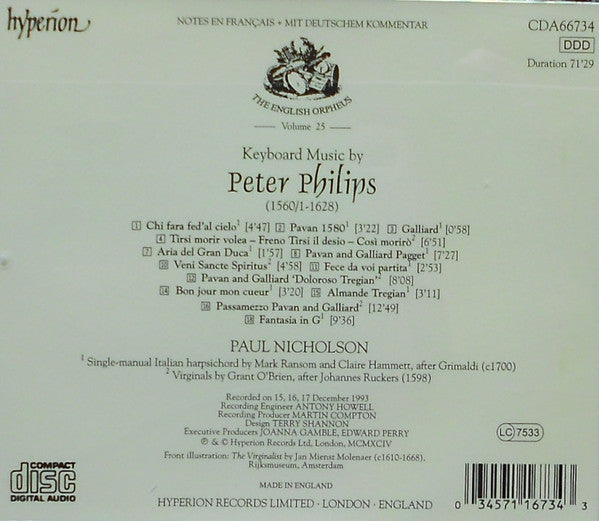 hyperion
NOTES EN FRANÇAIS • MIT DEUTSCHEM KOMMENTAR
CDA66734
DDD
Duration 71'29
THE ENGLISH ORPHEUS
Volume 25
Keyboard Music by
Peter Philips
(1560/1-1628)
1 Chi fara fed'al cielo¹ [4'47] 2 Pavan 1580¹ [3'22] 3 Galliard¹ [0'58]
4 Tirsi morir volea – Freno Tirsi il desio – Così morirò² [6'51]
7 Aria del Gran Duca¹ [1'57] 8 Pavan and Galliard Pagget¹ [7'27]
10 Veni Sancte Spiritus² [4'58] 11 Fece da voi partita¹ [2'53]
12 Pavan and Galliard 'Doloroso Tregian'² [8'08]
14 Bon jour mon cueur¹ [3'20] 15 Almande Tregian¹ [3'11]
16 Passamezzo Pavan and Galliard² [12'49]
18 Fantasia in G¹ [9'36]
PAUL NICHOLSON
¹ Single-manual Italian harpsichord by Mark Ransom and Claire Hammett, after Grimaldi (c1700)
² Virginals by Grant O'Brien, after Johannes Ruckers (1598)
Recorded on 15, 16, 17 December 1993
Recording Engineer ANTONY HOWELL
Recording Producer MARTIN COMPTON
Design TERRY SHANNON
Executive Producers JOANNA GAMBLE, EDWARD PERRY
℗ & © Hyperion Records Ltd, London, MCMXCIV
LC 7533
Front illustration: The Virginalist by Jan Mienst Molenaer (c1610-1668).
Rijksmuseum, Amsterdam
COMPACT
disc
DIGITAL AUDIO
MADE IN ENGLAND
HYPERION RECORDS LIMITED · LONDON · ENGLAND
0 34571 16734 3